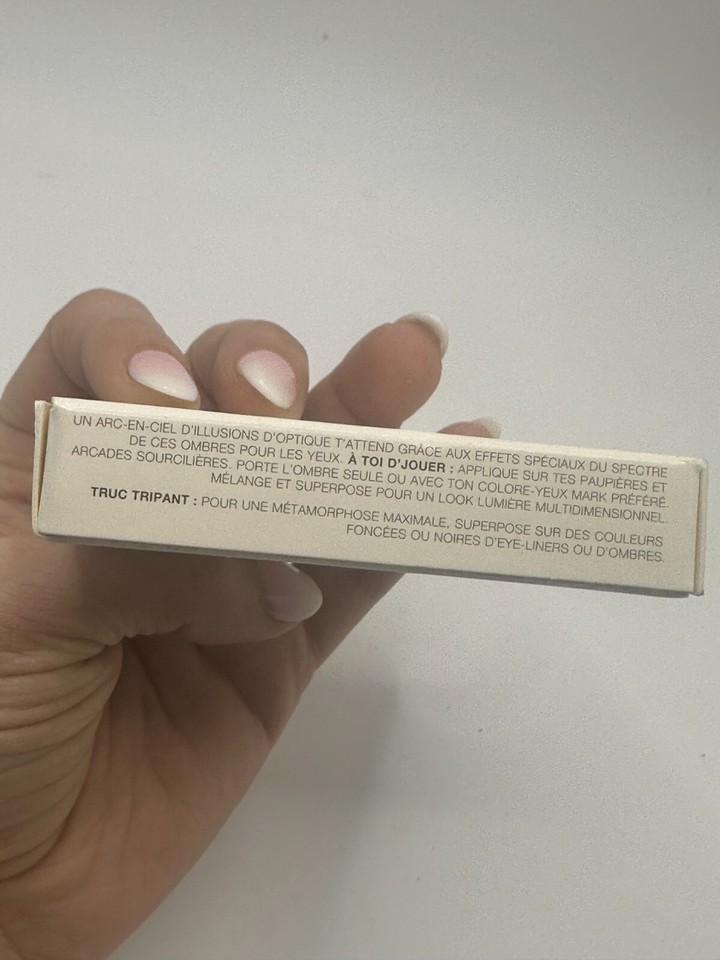 UN ARC-EN-CIEL D'ILLUSIONS D'OPTIQUE T'ATTEND GRÂCE AUX EFFETS SPÉCIAUX DU SPECTRE
DE CES OMBRES POUR LES YEUX. À TOI D'JOUER : APPLIQUE SUR TES PAUPIÈRES ET
ARCADES SOURCILIÈRES. PORTE L'OMBRE SEULE OU AVEC TON COLORE-YEUX MARK PRÉFÉRÉ.
MÉLANGE ET SUPERPOSE POUR UN LOOK LUMIÈRE MULTIDIMENSIONNEL.
TRUC TRIPANT : POUR UNE MÉTAMORPHOSE MAXIMALE, SUPERPOSE SUR DES COULEURS
FONCÉES OU NOIRES D'EYE-LINERS OU D'OMBRES.